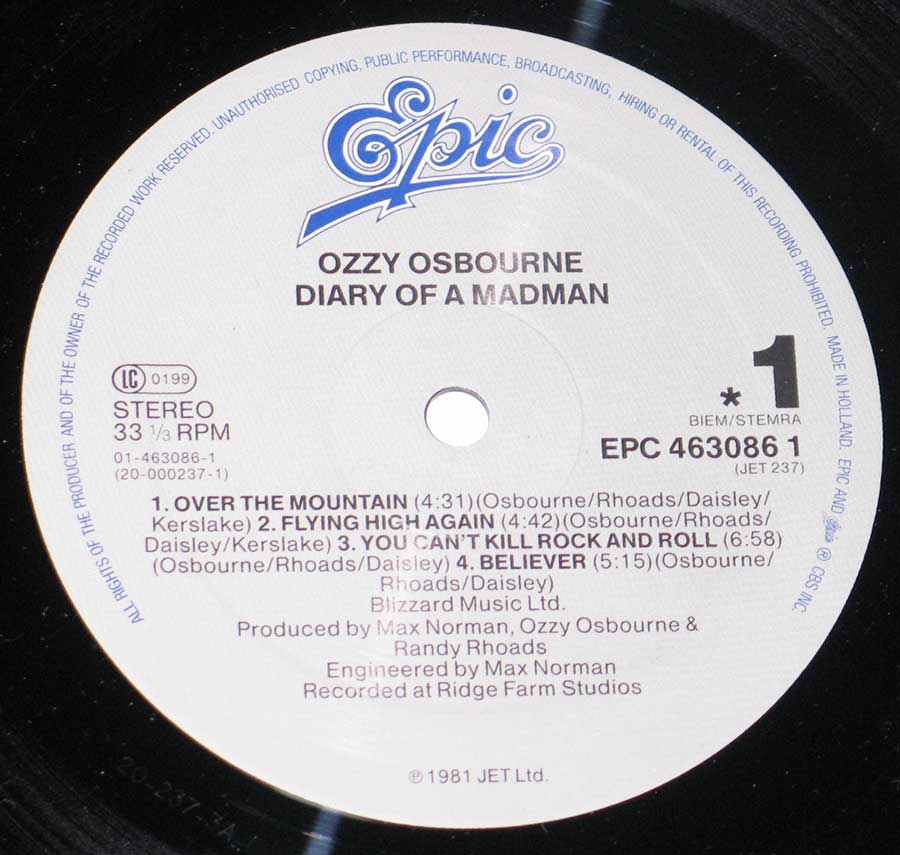 ALL RIGHTS OF THE PRODUCER AND OF THE OWNER OF THE RECORDED WORK RESERVED. UNAUTHORISED COPYING, PUBLIC PERFORMANCE, BROADCASTING, HIRING OR RENTAL OF THIS RECORDING PROHIBITED. MADE IN HOLLAND. EPIC AND Epic ® CBS INC
Epic
OZZY OSBOURNE
DIARY OF A MADMAN
LC 0199
STEREO
33 1/3 RPM
01-463086-1
(20-000237-1)
* 1
BIEM/STEMRA
EPC 463086 1
(JET 237)
1. OVER THE MOUNTAIN (4:31)(Osbourne/Rhoads/Daisley/
Kerslake) 2. FLYING HIGH AGAIN (4:42)(Osbourne/Rhoads/
Daisley/Kerslake) 3. YOU CAN'T KILL ROCK AND ROLL (6:58)
(Osbourne/Rhoads/Daisley) 4. BELIEVER (5:15)(Osbourne/
Rhoads/Daisley)
Blizzard Music Ltd.
Produced by Max Norman, Ozzy Osbourne &
Randy Rhoads
Engineered by Max Norman
Recorded at Ridge Farm Studios
℗ 1981 JET Ltd.